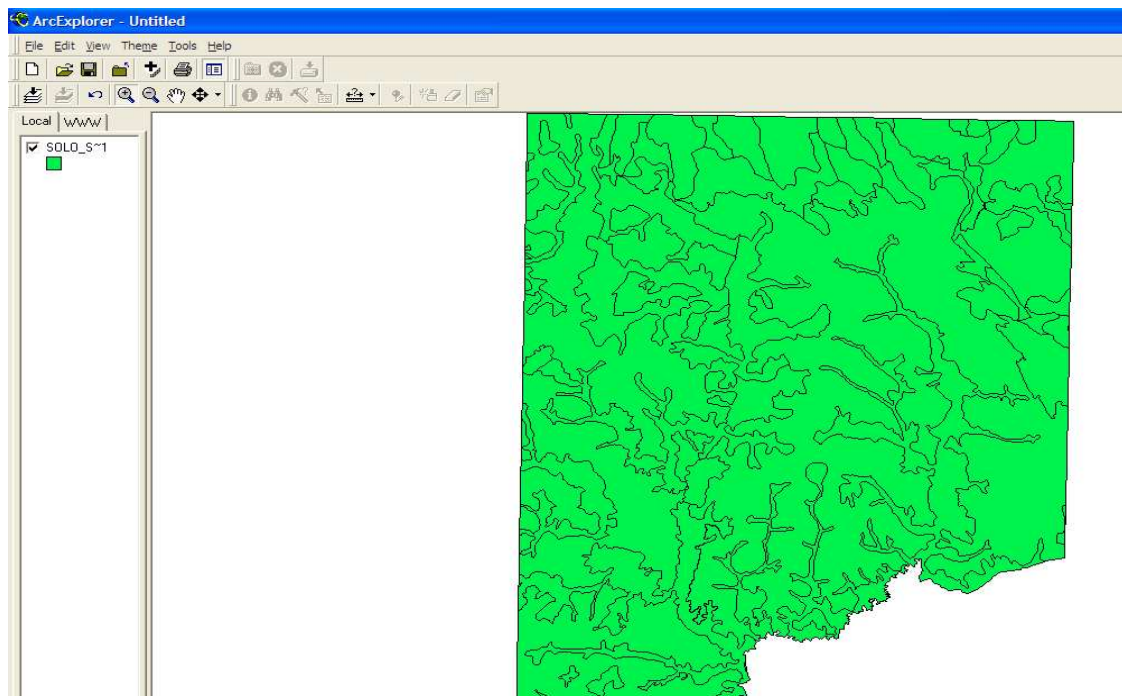 ArcExplorer - Untitled
File Edit View Theme Tools Help
Local WWW
SOLO_S~1